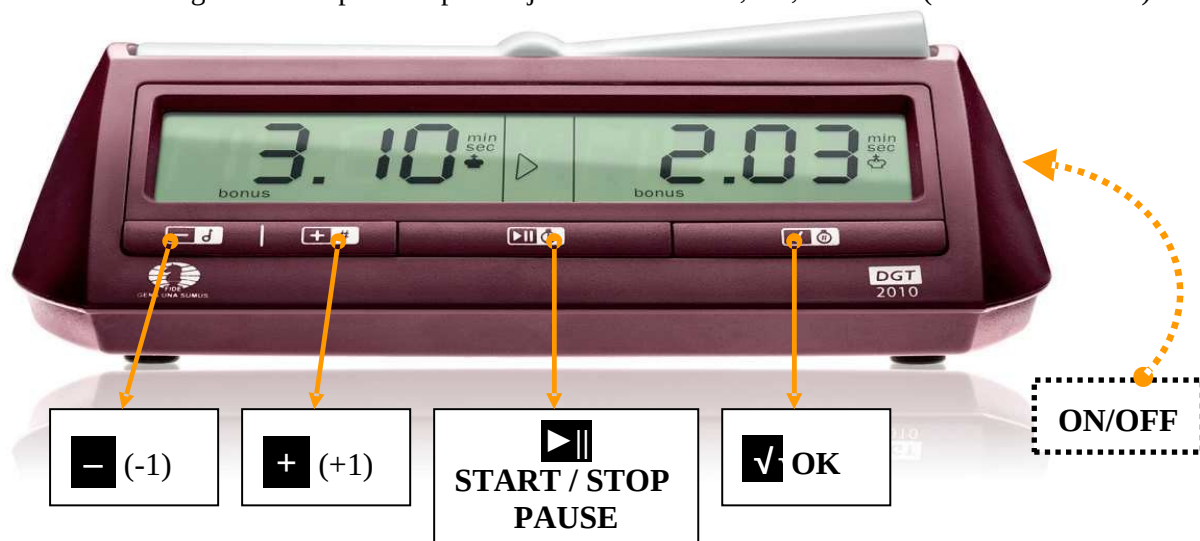 3. 10 min sec
bonus
2.03 min sec
bonus
FIDE
GENS UNA SUMUS
DGT
2010
ON/OFF
– (-1)
+ (+1)
►||
START / STOP
PAUSE
√ OK